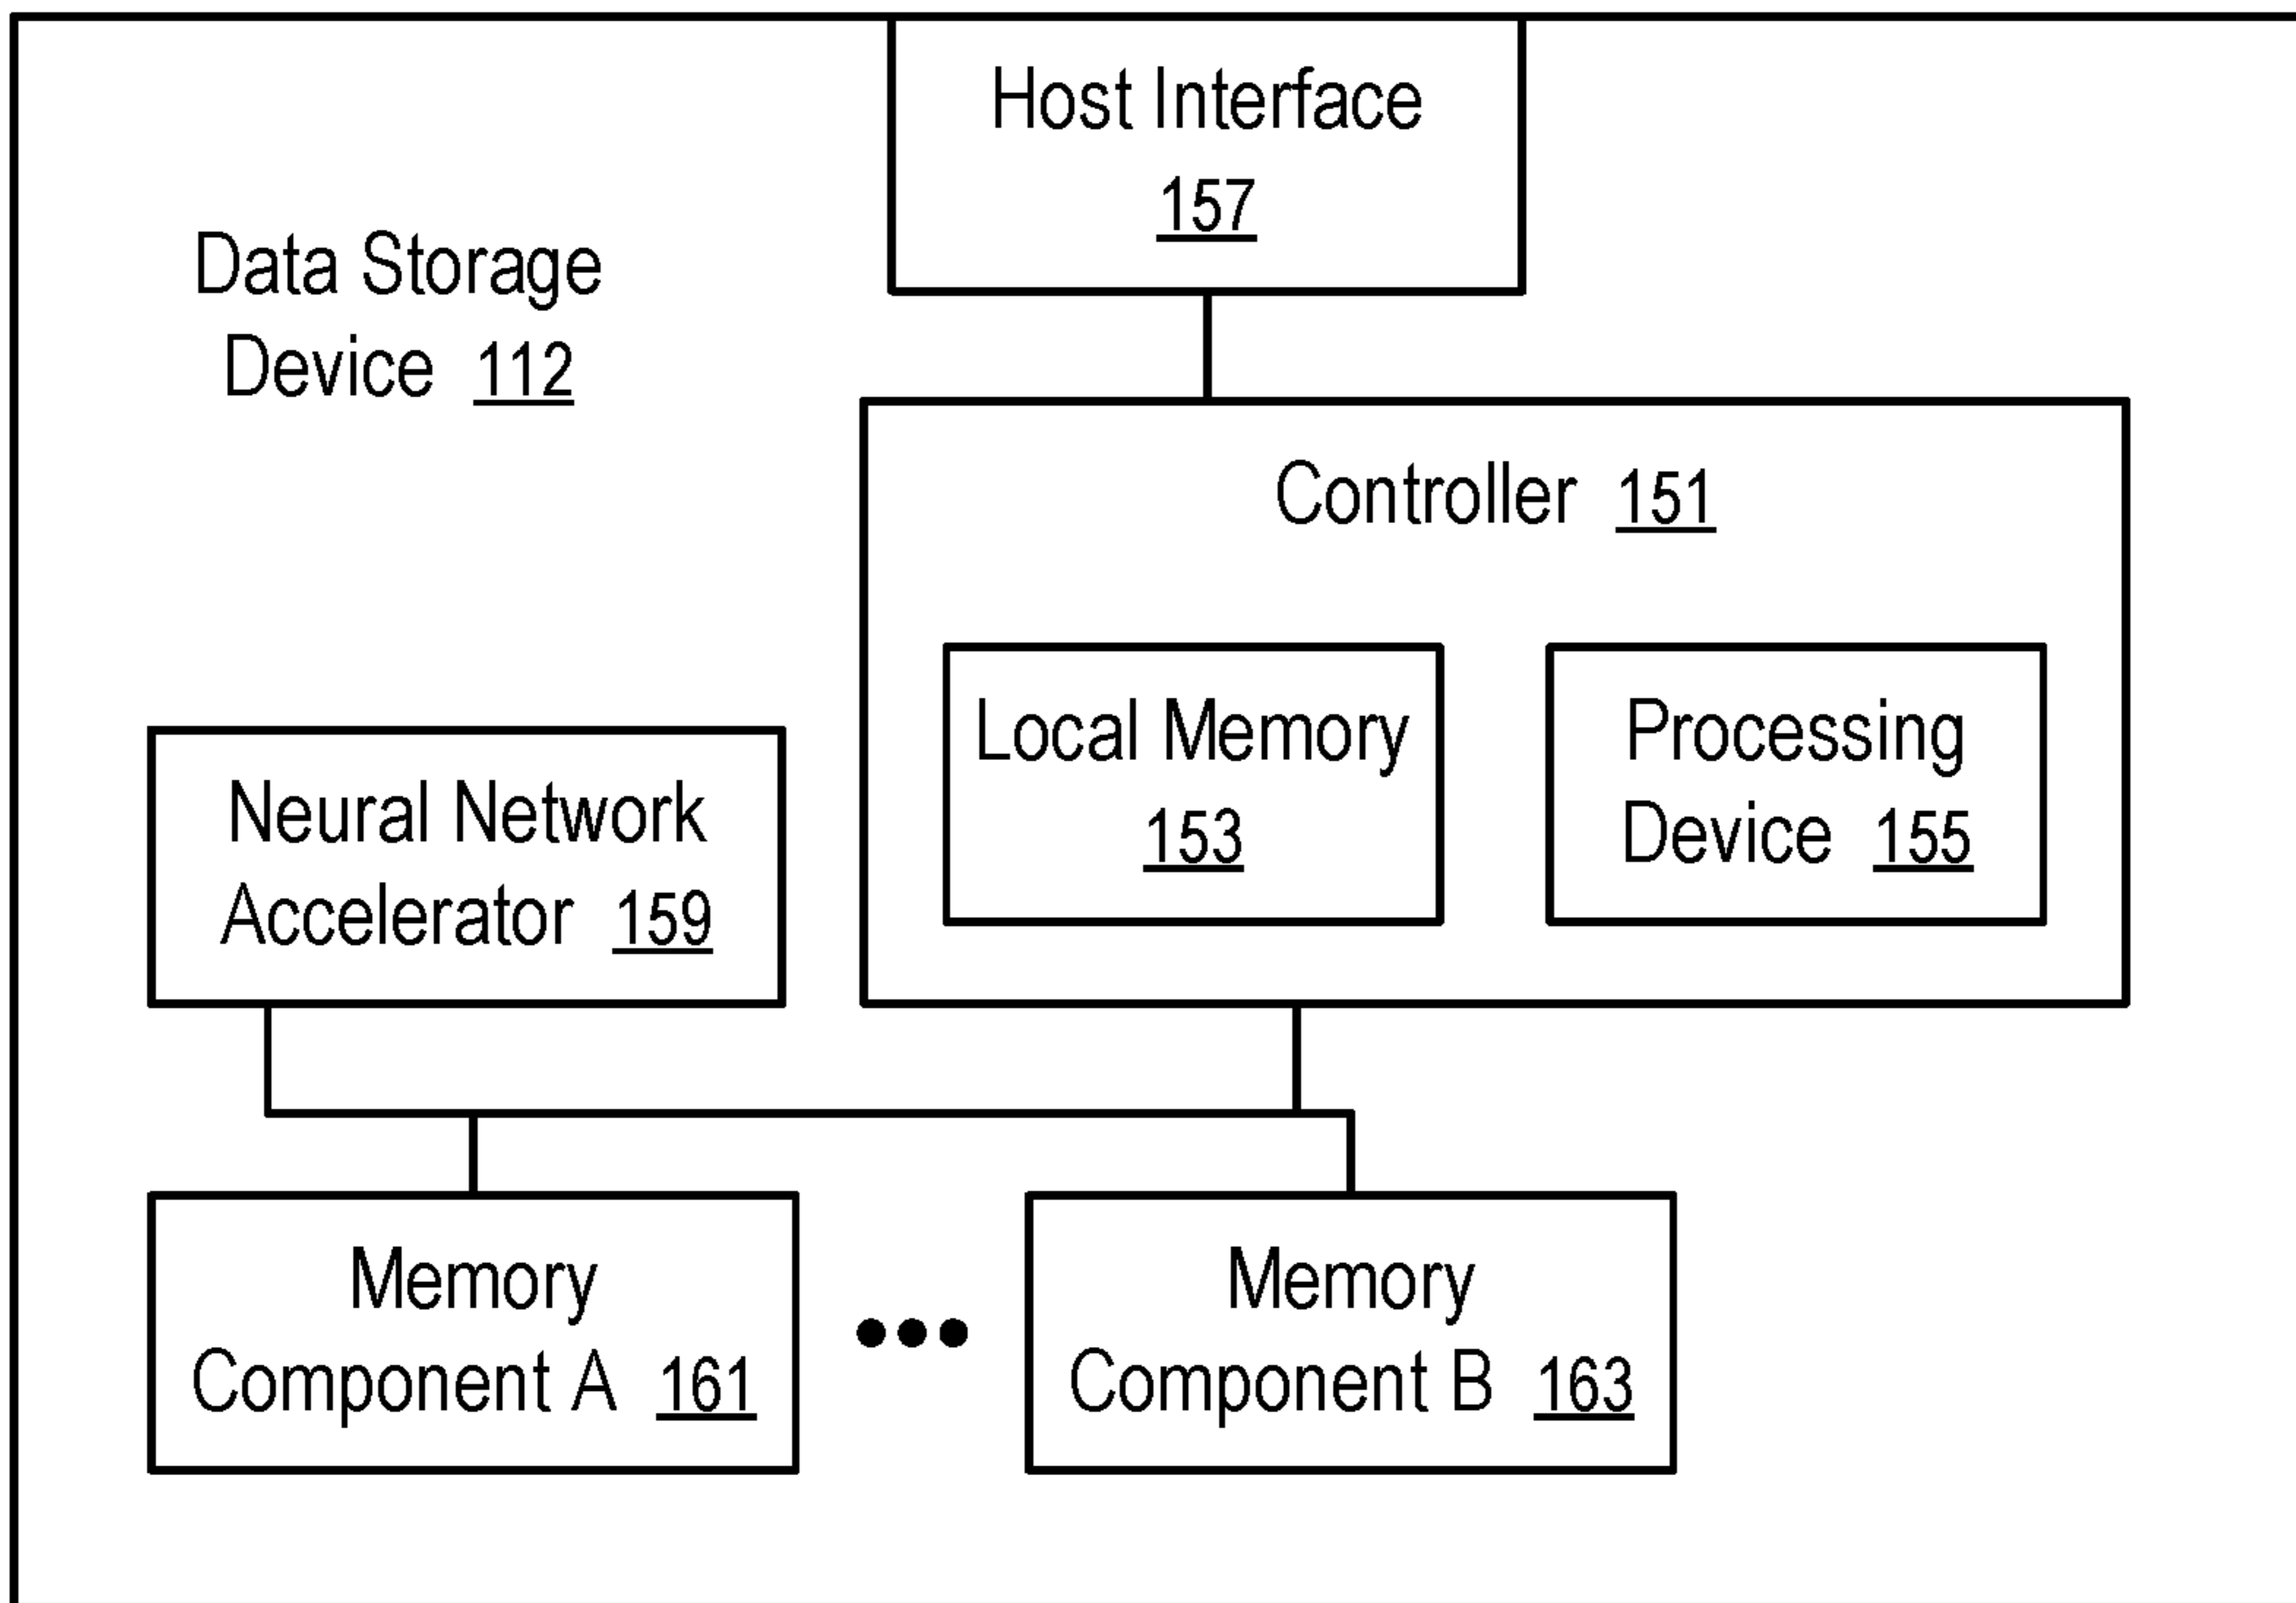 Host Interface
157
Data Storage
Device 112
Controller 151
Local Memory
153
Processing
Device 155
Neural Network
Accelerator 159
Memory
Component A 161
Memory
Component B 163